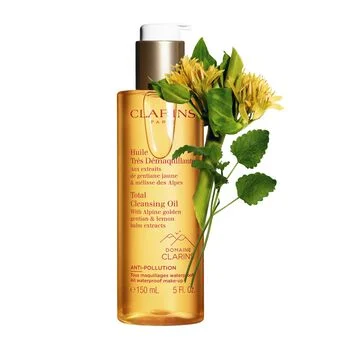 CLARINS
PARIS
Huile
Très Démaquillante
Aux extraits
de gentiane jaune
& mélisse des Alpes
Total
Cleansing Oil
With Alpine golden
gentian & lemon
balm extracts
DOMAINE
CLARINS
ANTI-POLLUTION
Tous maquillages waterproof
All waterproof make-up
℮ 150 mL 5 Fl.